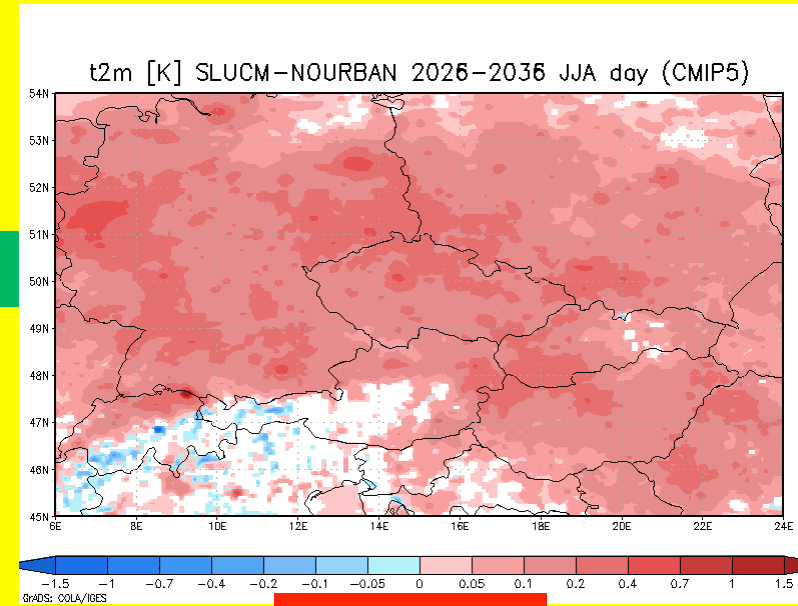 t2m [K] SLUCM-NOURBAN 2026-2036 JJA day (CMIP5)
54N
53N
52N
51N
50N
49N
48N
47N
46N
45N
6E 8E 10E 12E 14E 16E 18E 20E 22E 24E
-1.5 -1 -0.7 -0.4 -0.2 -0.1 -0.05 0 0.05 0.1 0.2 0.4 0.7 1 1.5
GrADS: COLA/IGES